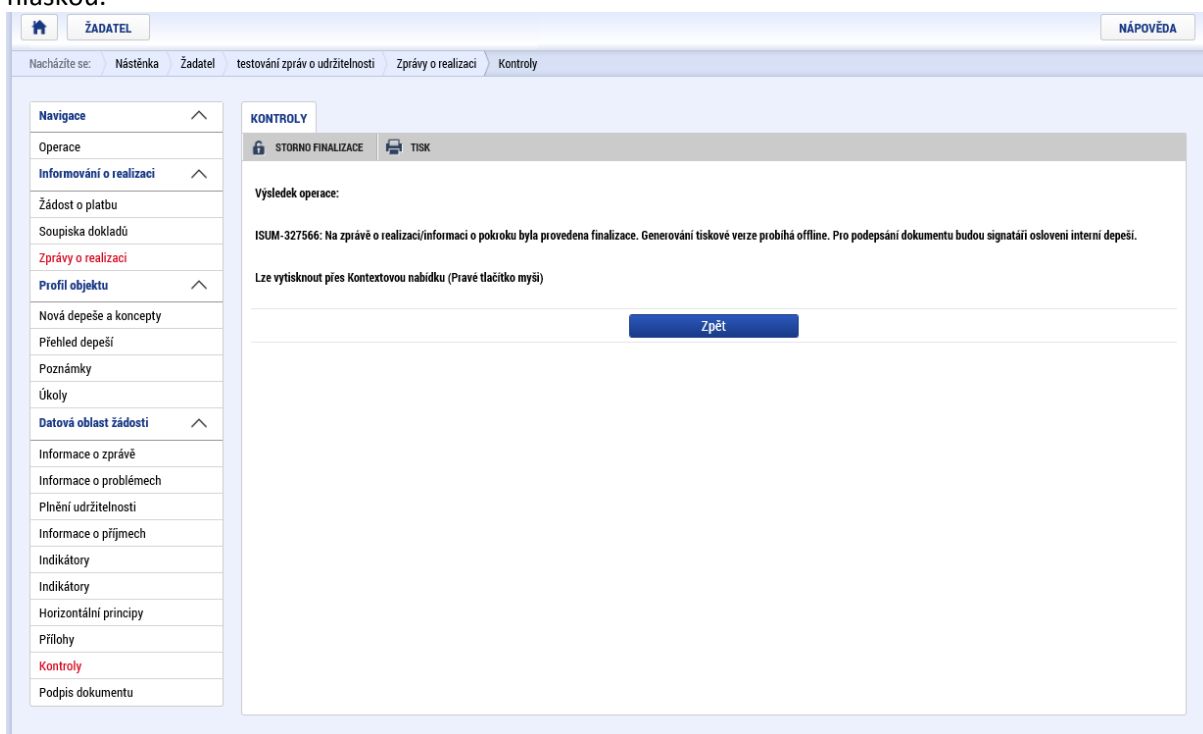 hláskou.
ŽADATEL
NÁPOVĚDA
Nacházíte se: Nástěnka Žadatel testování zpráv o udržitelnosti Zprávy o realizaci Kontroly
Navigace
Operace
Informování o realizaci
Žádost o platbu
Soupiska dokladů
Zprávy o realizaci
Profil objektu
Nová depeše a koncepty
Přehled depeší
Poznámky
Úkoly
Datová oblast žádosti
Informace o zprávě
Informace o problémech
Plnění udržitelnosti
Informace o příjmech
Indikátory
Indikátory
Horizontální principy
Přílohy
Kontroly
Podpis dokumentu
KONTROLY
STORNO FINALIZACE TISK
Výsledek operace:
ISUM-327566: Na zprávě o realizaci/informaci o pokroku byla provedena finalizace. Generování tiskové verze probíhá offline. Pro podepsání dokumentu budou signatáři osloveni interní depeší.
Lze vytisknout přes Kontextovou nabídku (Pravé tlačítko myši)
Zpět